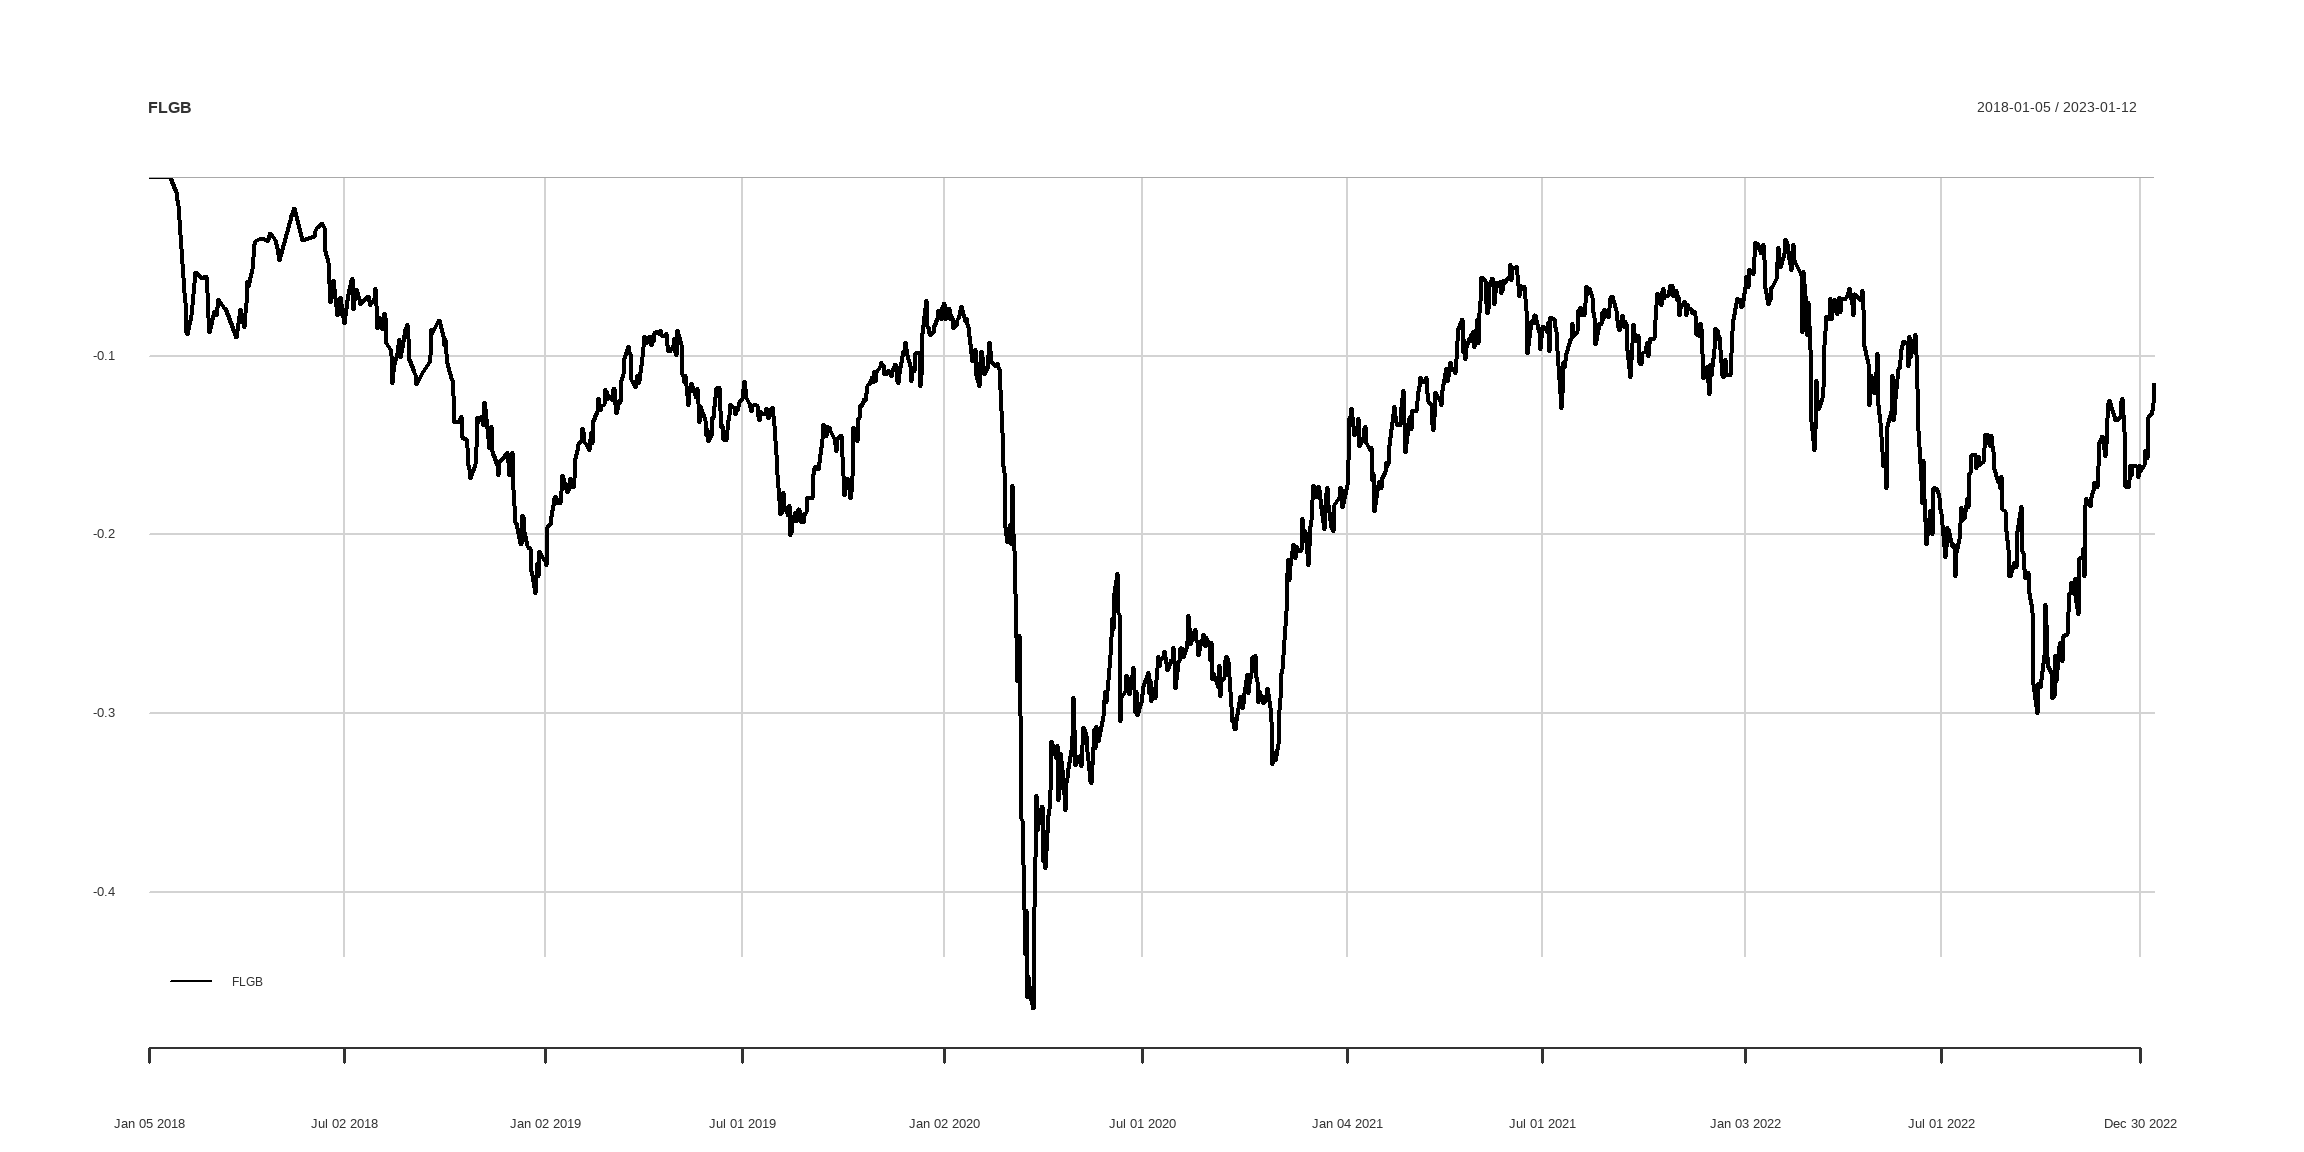 FLGB
2018-01-05 / 2023-01-12
-0.1
-0.2
-0.3
-0.4
FLGB
Jan 05 2018
Jul 02 2018
Jan 02 2019
Jul 01 2019
Jan 02 2020
Jul 01 2020
Jan 04 2021
Jul 01 2021
Jan 03 2022
Jul 01 2022
Dec 30 2022